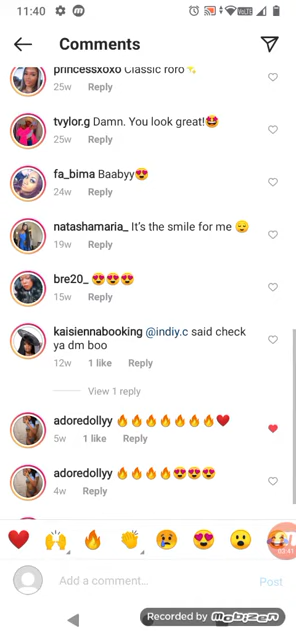 11:40
VoLTE
Comments
princessxoxo Classic roro✨
25w Reply
tvylor.g Damn. You look great!🤩
25w Reply
fa_bima Baabyy😍
24w Reply
natashamaria_ It's the smile for me 😌
19w Reply
bre20_ 😍😍😍
15w Reply
kaisiennabooking @indiy.c said check
ya dm boo
12w 1 like Reply
View 1 reply
adoredollyy 🔥🔥🔥🔥🔥🔥🔥❤️
5w 1 like Reply
adoredollyy 🔥🔥🔥🔥😍😍😍
4w Reply
Add a comment...
Post
Recorded by MOBIZEN